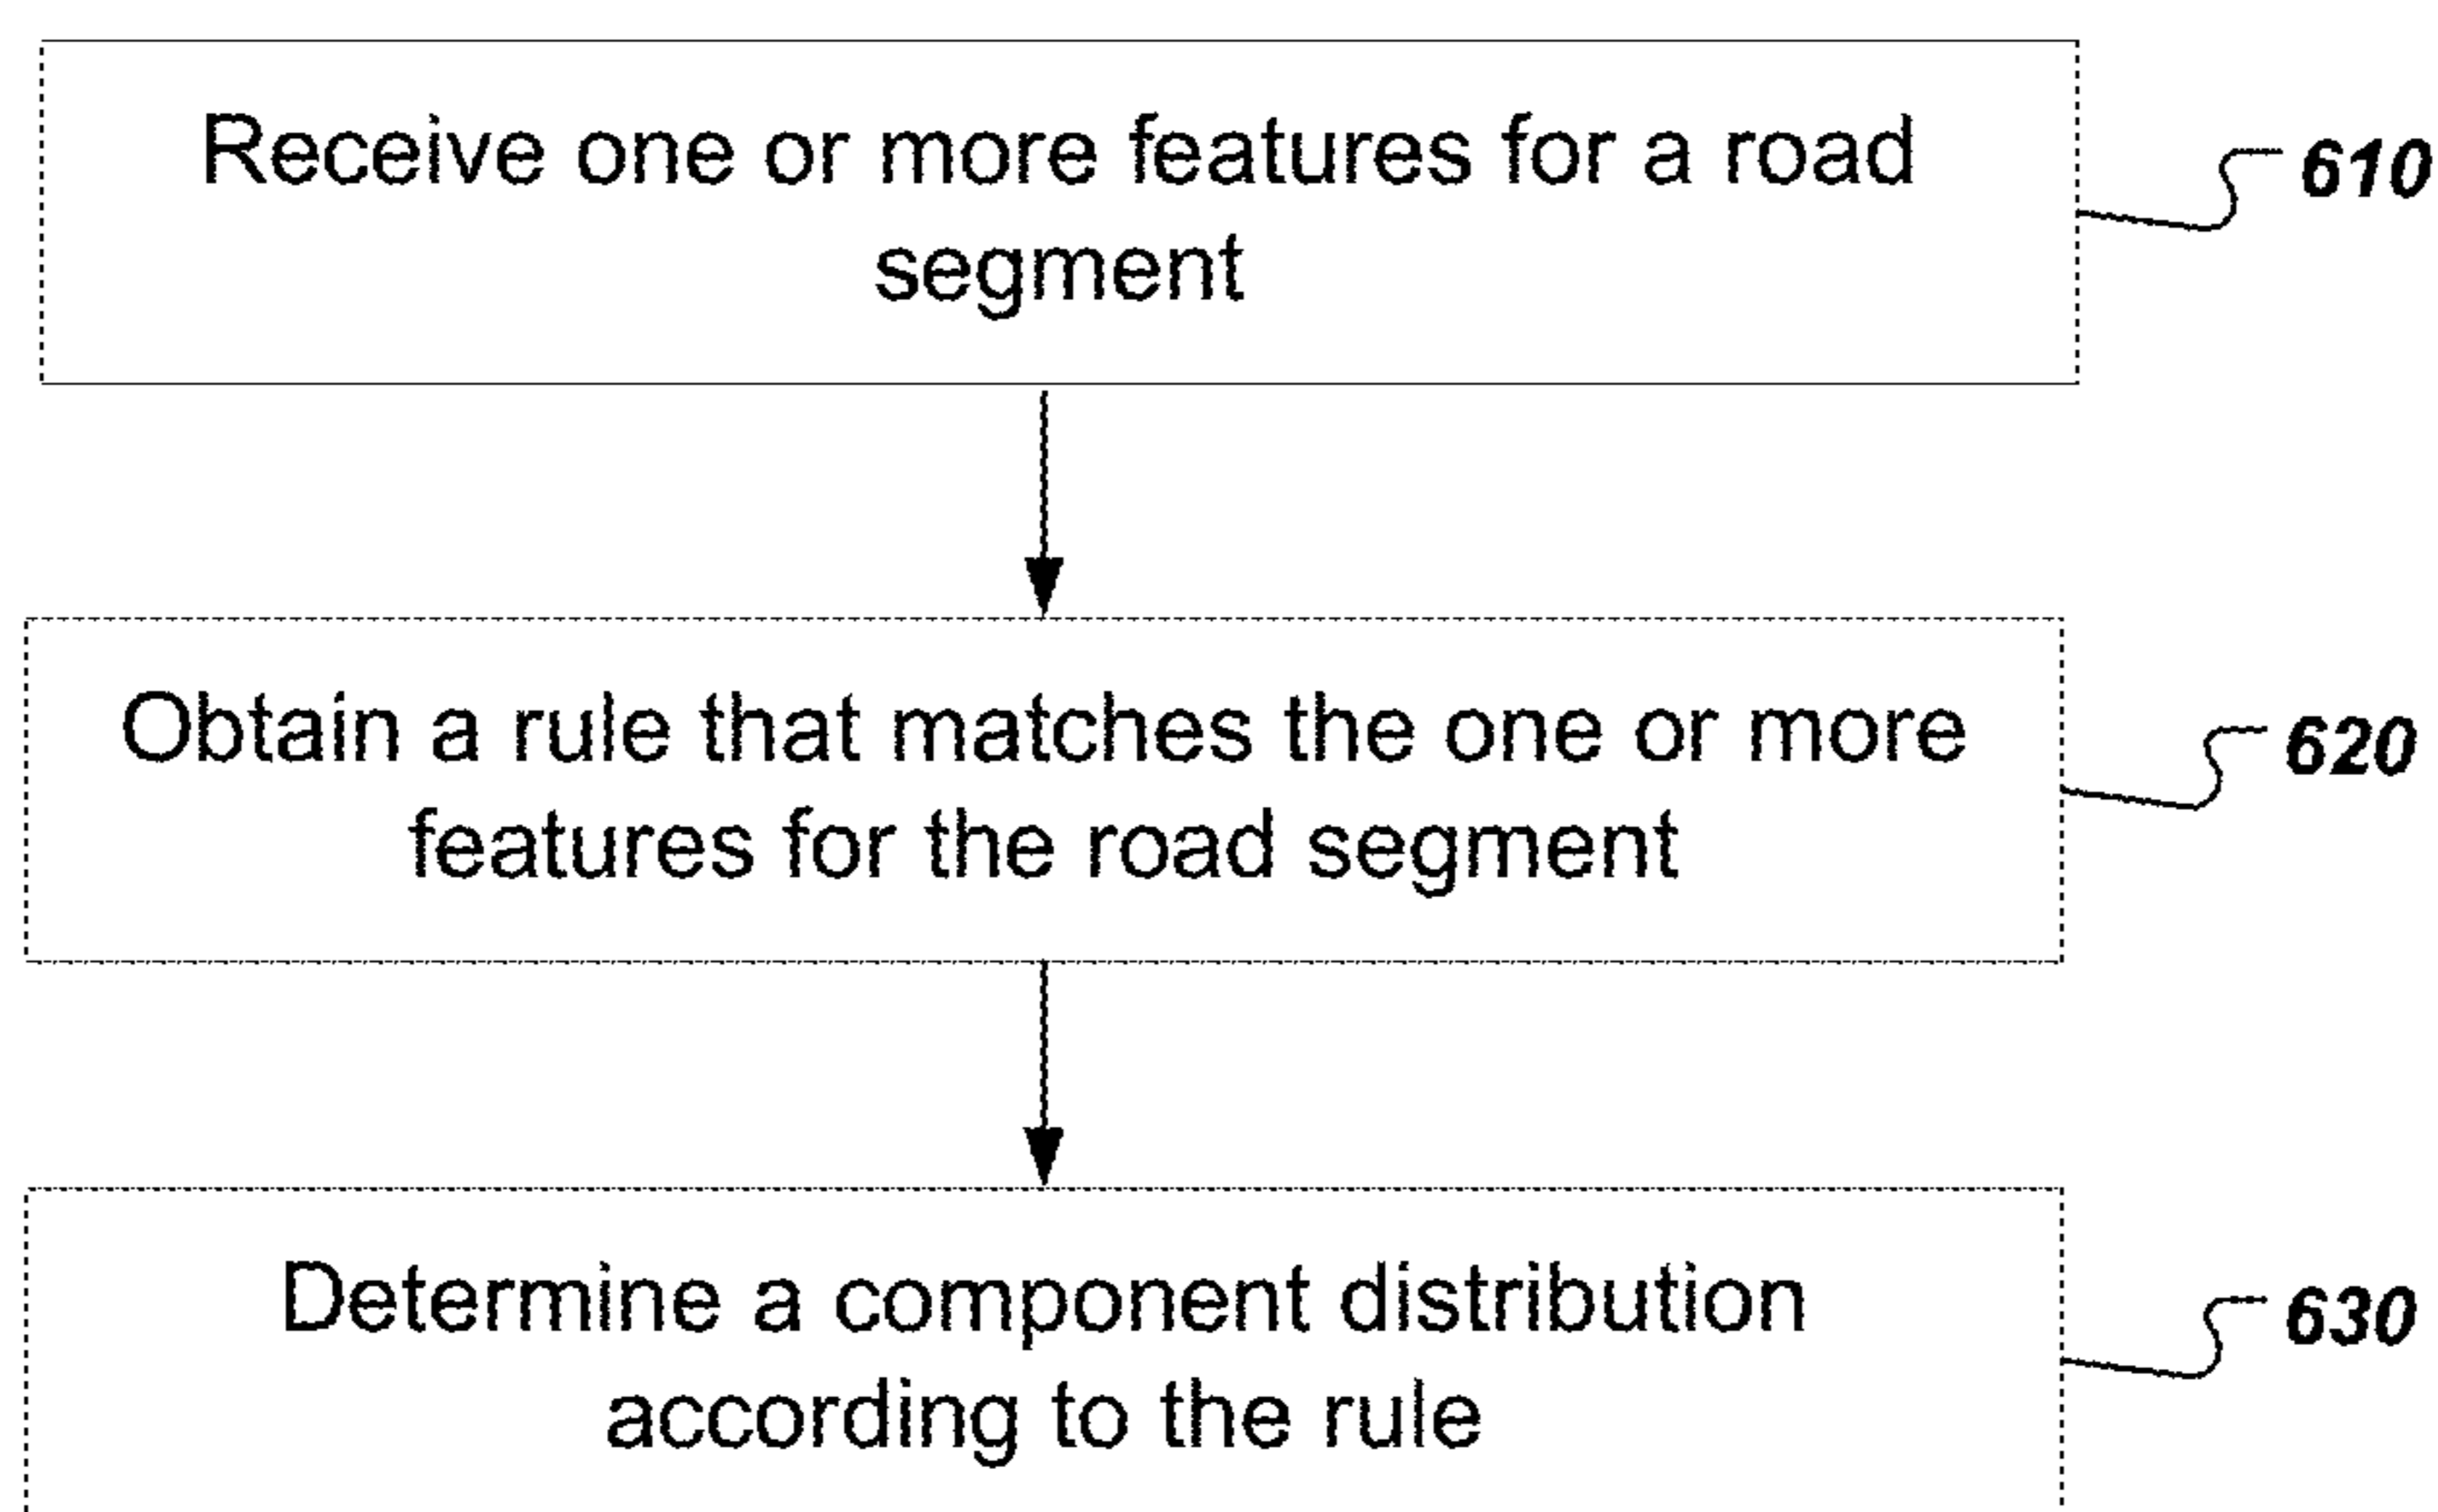 Receive one or more features for a road
segment
610
Obtain a rule that matches the one or more
features for the road segment
620
Determine a component distribution
according to the rule
630